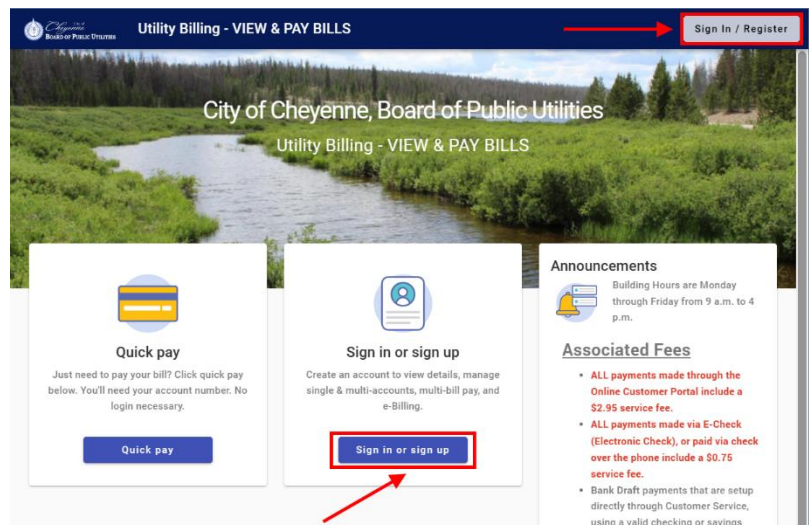 City of
Cheyenne
BOARD OF PUBLIC UTILITIES
Utility Billing - VIEW & PAY BILLS
Sign In / Register
City of Cheyenne, Board of Public Utilities
Utility Billing - VIEW & PAY BILLS
Quick pay
Just need to pay your bill? Click quick pay
below. You'll need your account number. No
login necessary.
Quick pay
Sign in or sign up
Create an account to view details, manage
single & multi-accounts, multi-bill pay, and
e-Billing.
Sign in or sign up
Announcements
Building Hours are Monday
through Friday from 9 a.m. to 4
p.m.
Associated Fees
• ALL payments made through the
Online Customer Portal include a
$2.95 service fee.
• ALL payments made via E-Check
(Electronic Check), or paid via check
over the phone include a $0.75
service fee.
• Bank Draft payments that are setup
directly through Customer Service,
using a valid checking or savings